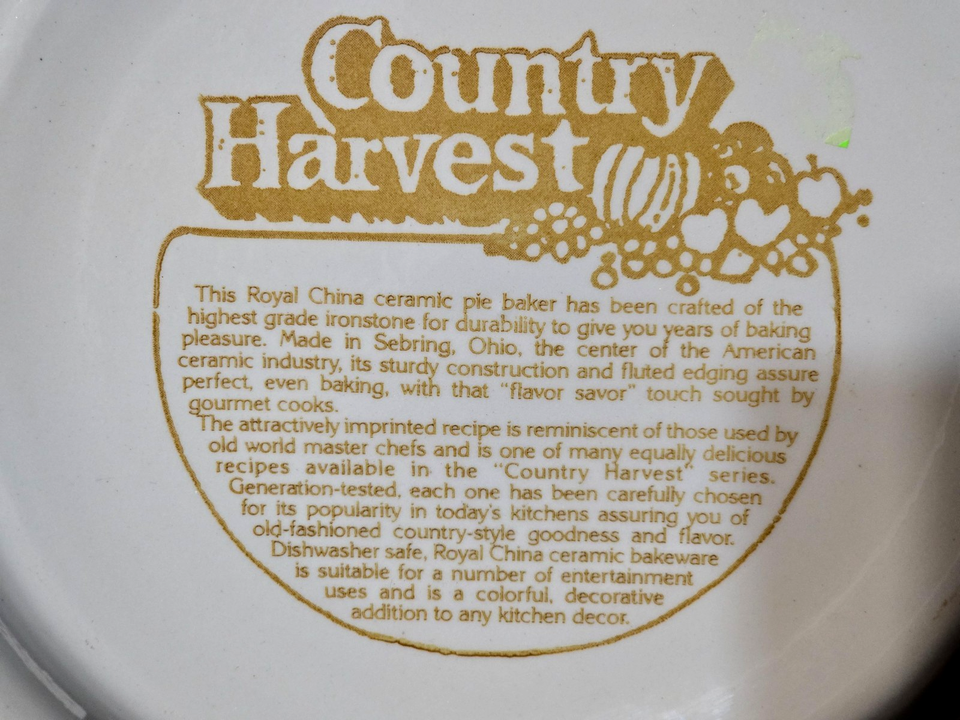 Country
Harvest
This Royal China ceramic pie baker has been crafted of the
highest grade ironstone for durability to give you years of baking
pleasure. Made in Sebring, Ohio, the center of the American
ceramic industry, its sturdy construction and fluted edging assure
perfect, even baking, with that "flavor savor" touch sought by
gourmet cooks.
The attractively imprinted recipe is reminiscent of those used by
old world master chefs and is one of many equally delicious
recipes available in the "Country Harvest" series.
Generation-tested, each one has been carefully chosen
for its popularity in today's kitchens assuring you of
old-fashioned country-style goodness and flavor.
Dishwasher safe, Royal China ceramic bakeware
is suitable for a number of entertainment
uses and is a colorful, decorative
addition to any kitchen decor.